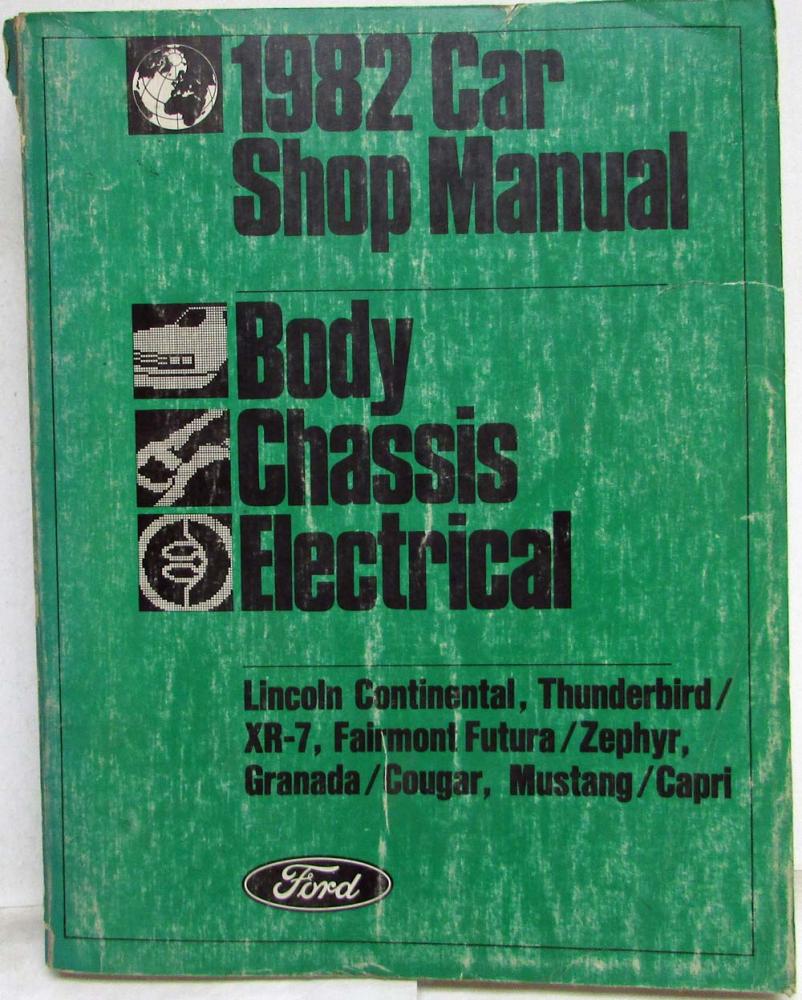 1982 Car
Shop Manual
Body
Chassis
Electrical
Lincoln Continental, Thunderbird/
XR-7, Fairmont Futura/Zephyr,
Granada/Cougar, Mustang/Capri
Ford